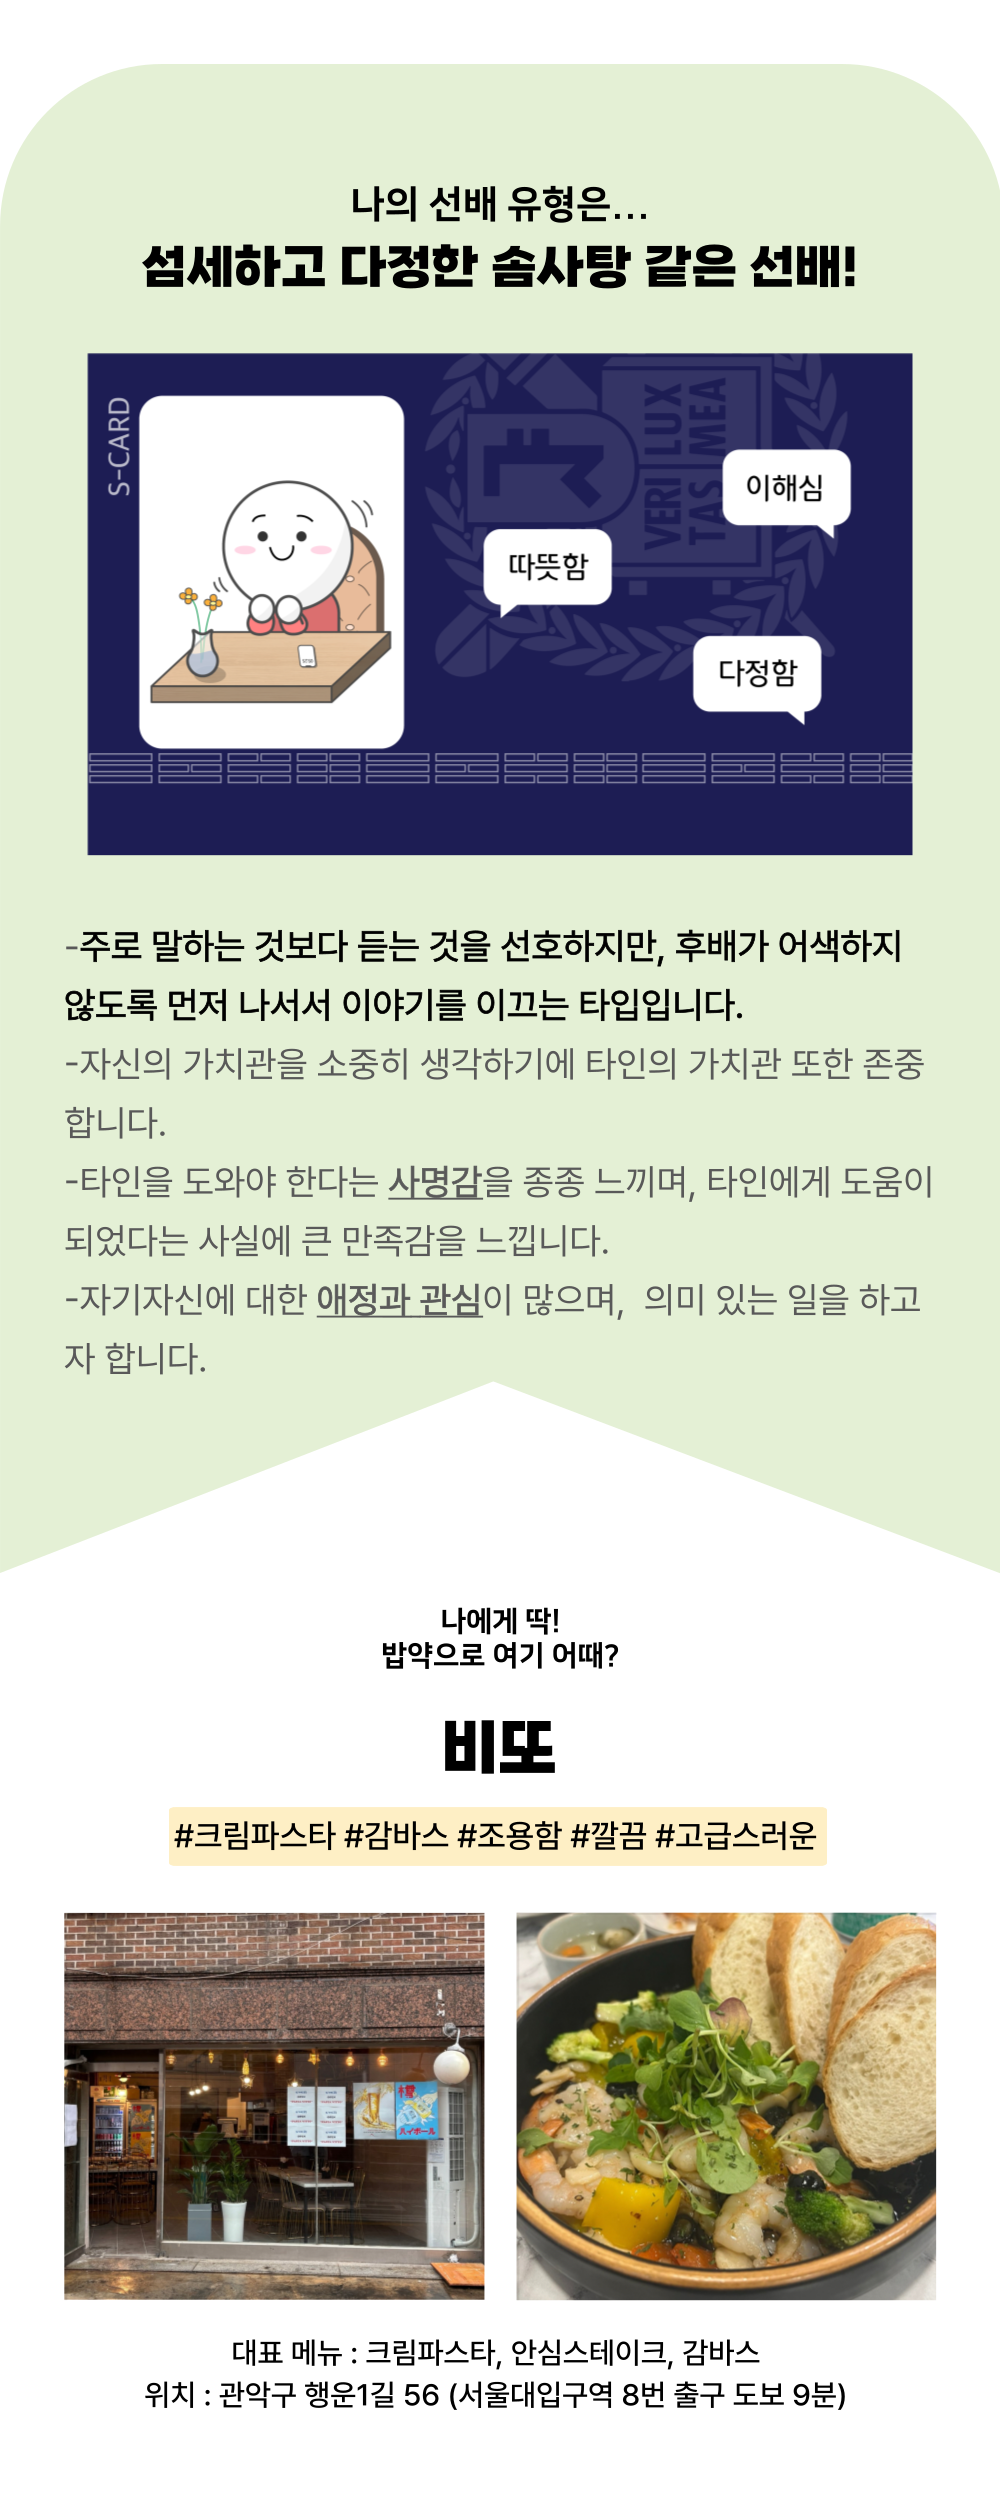 나의 선배 유형은...
섬세하고 다정한 솜사탕 같은 선배!
S-CARD
VERI LUX
TAS MEA
이해심
따뜻함
다정함
-주로 말하는 것보다 듣는 것을 선호하지만, 후배가 어색하지
않도록 먼저 나서서 이야기를 이끄는 타입입니다.
-자신의 가치관을 소중히 생각하기에 타인의 가치관 또한 존중
합니다.
-타인을 도와야 한다는 사명감을 종종 느끼며, 타인에게 도움이
되었다는 사실에 큰 만족감을 느낍니다.
-자기자신에 대한 애정과 관심이 많으며, 의미 있는 일을 하고
자 합니다.
나에게 딱!
밥약으로 여기 어때?
비또
#크림파스타 #감바스 #조용함 #깔끔 #고급스러운
ハイボール
대표 메뉴 : 크림파스타, 안심스테이크, 감바스
위치 : 관악구 행운1길 56 (서울대입구역 8번 출구 도보 9분)